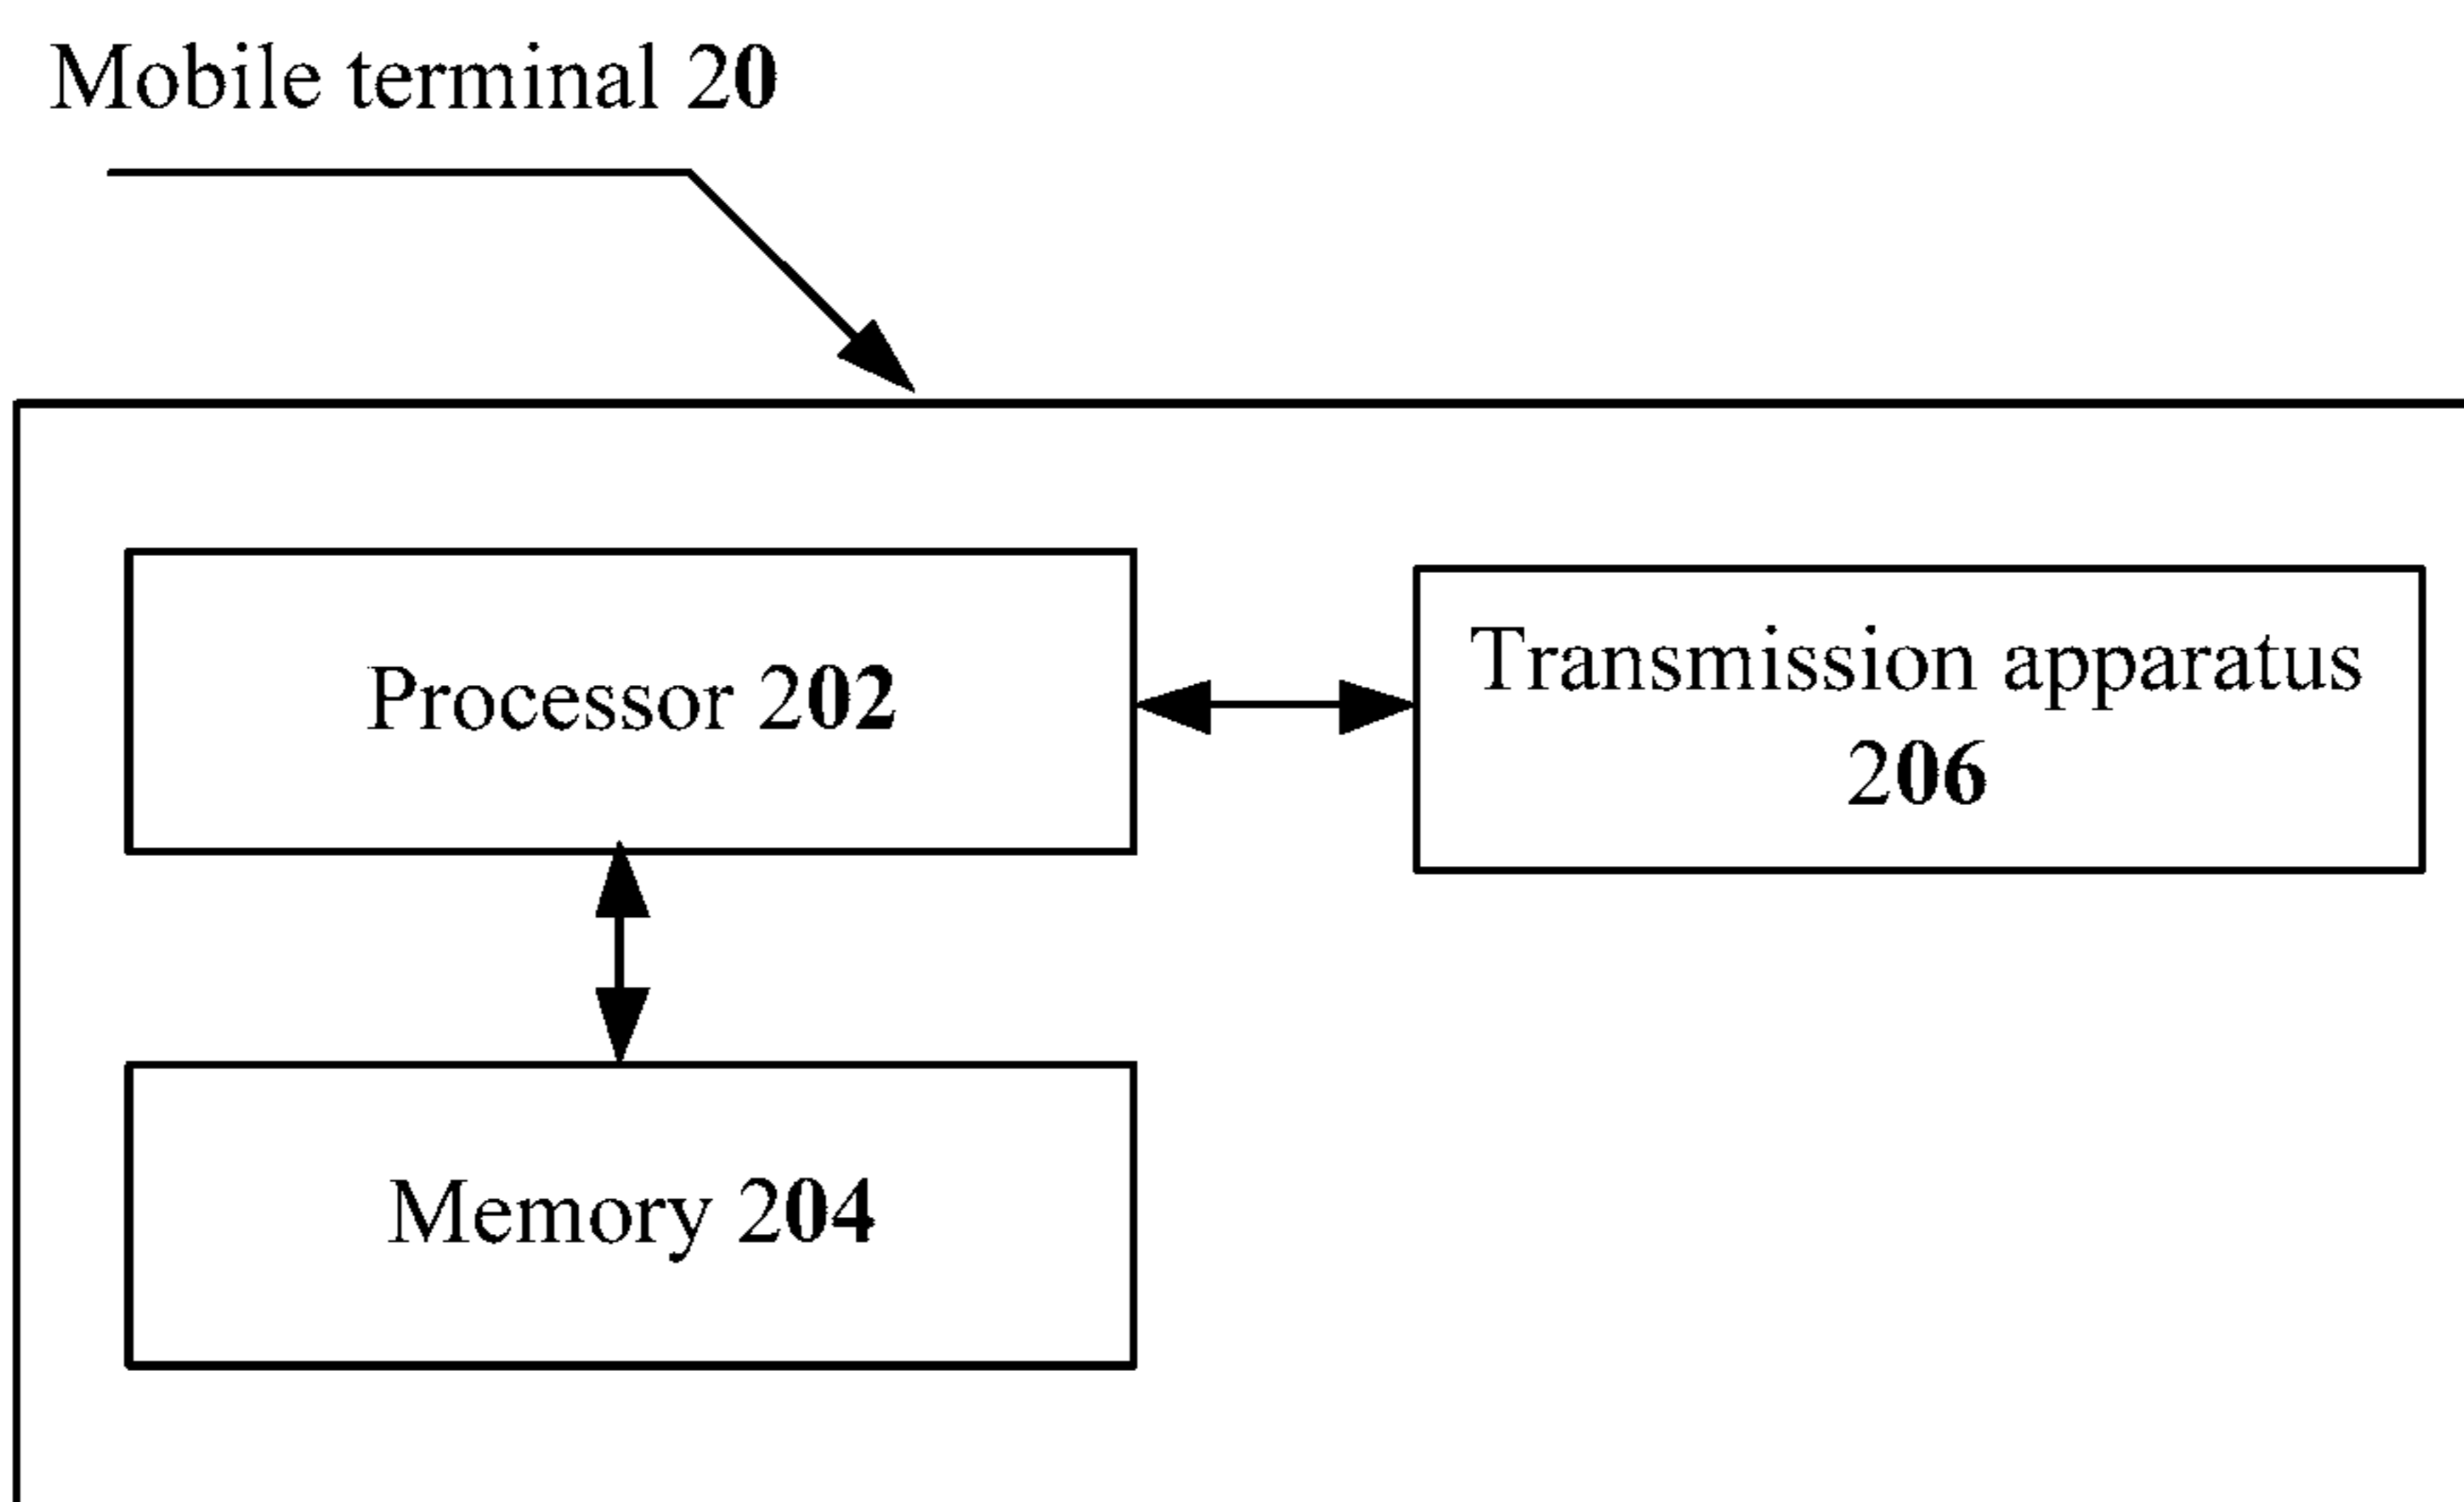 Mobile terminal 20
Processor 202
Transmission apparatus
206
Memory 204